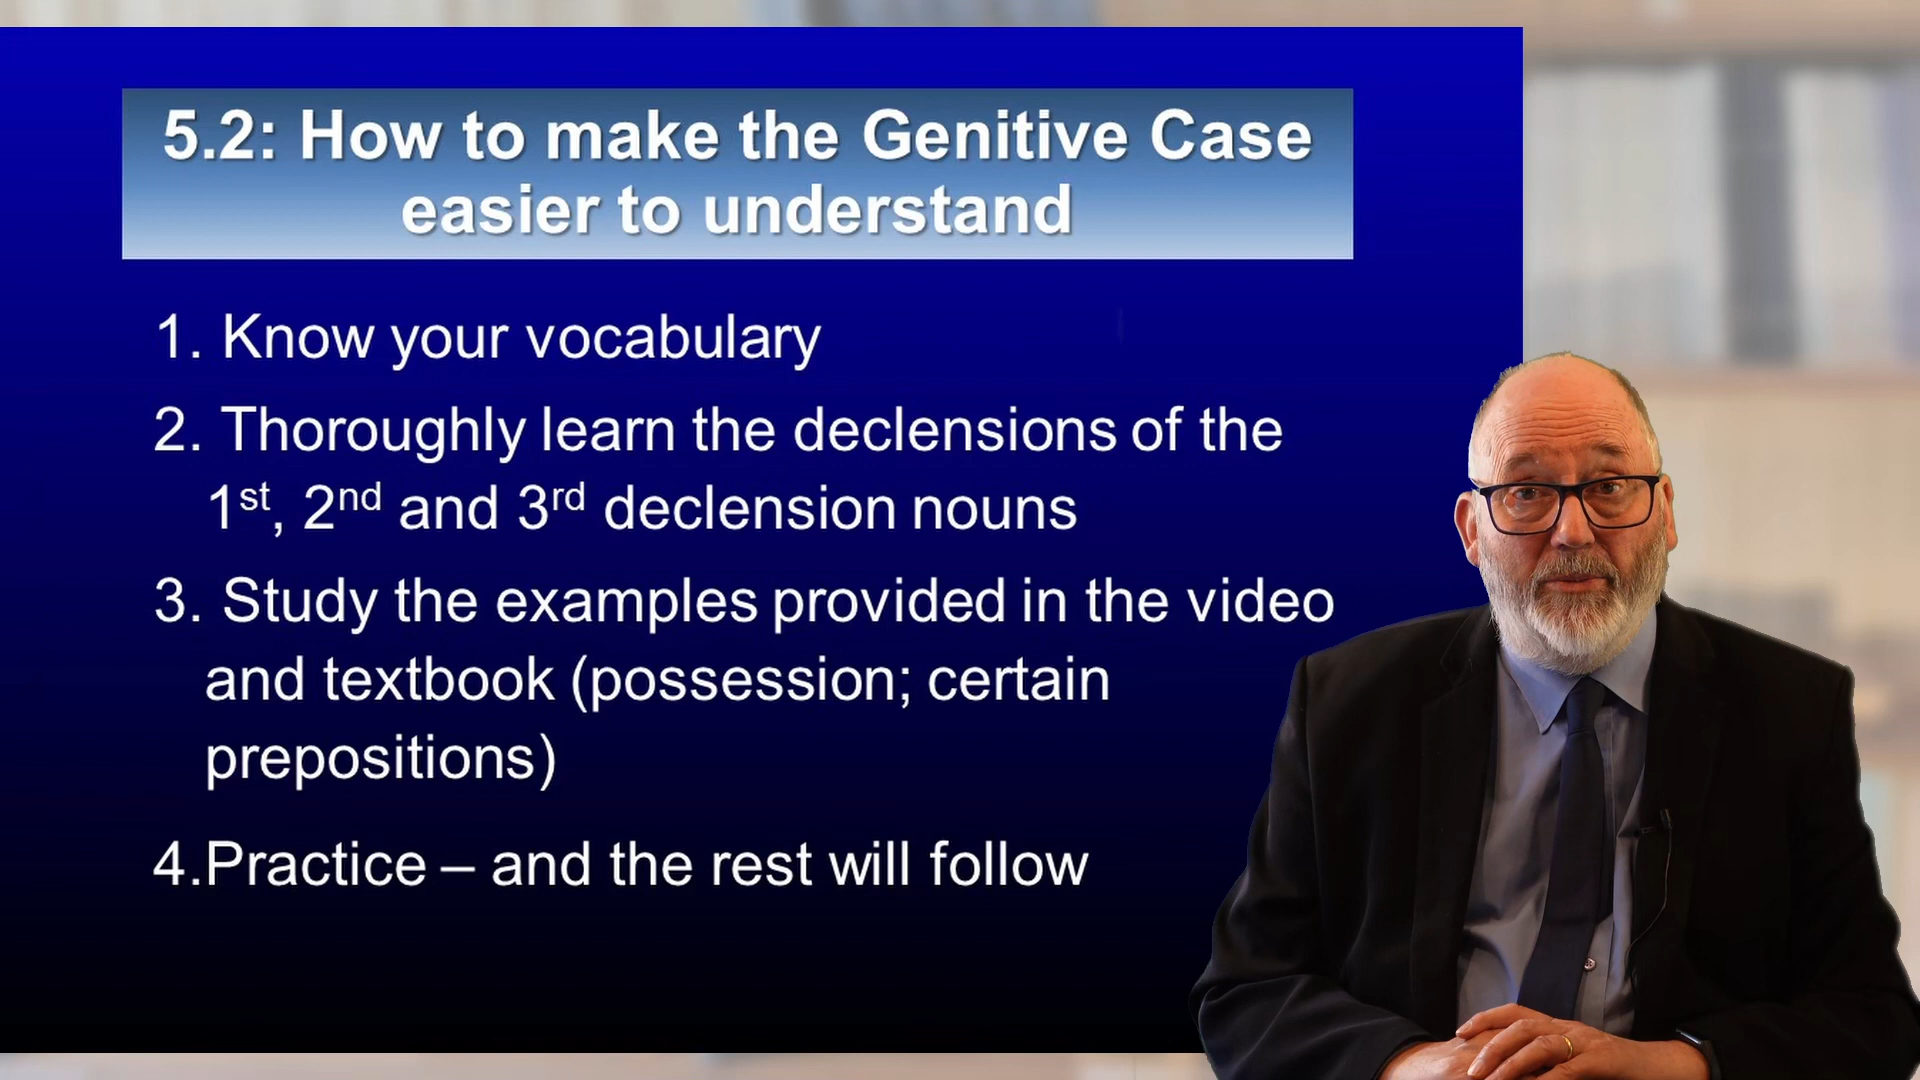 5.2: How to make the Genitive Case
easier to understand
1. Know your vocabulary
2. Thoroughly learn the declensions of the
1st, 2nd and 3rd declension nouns
3. Study the examples provided in the video
and textbook (possession; certain
prepositions)
4.Practice – and the rest will follow